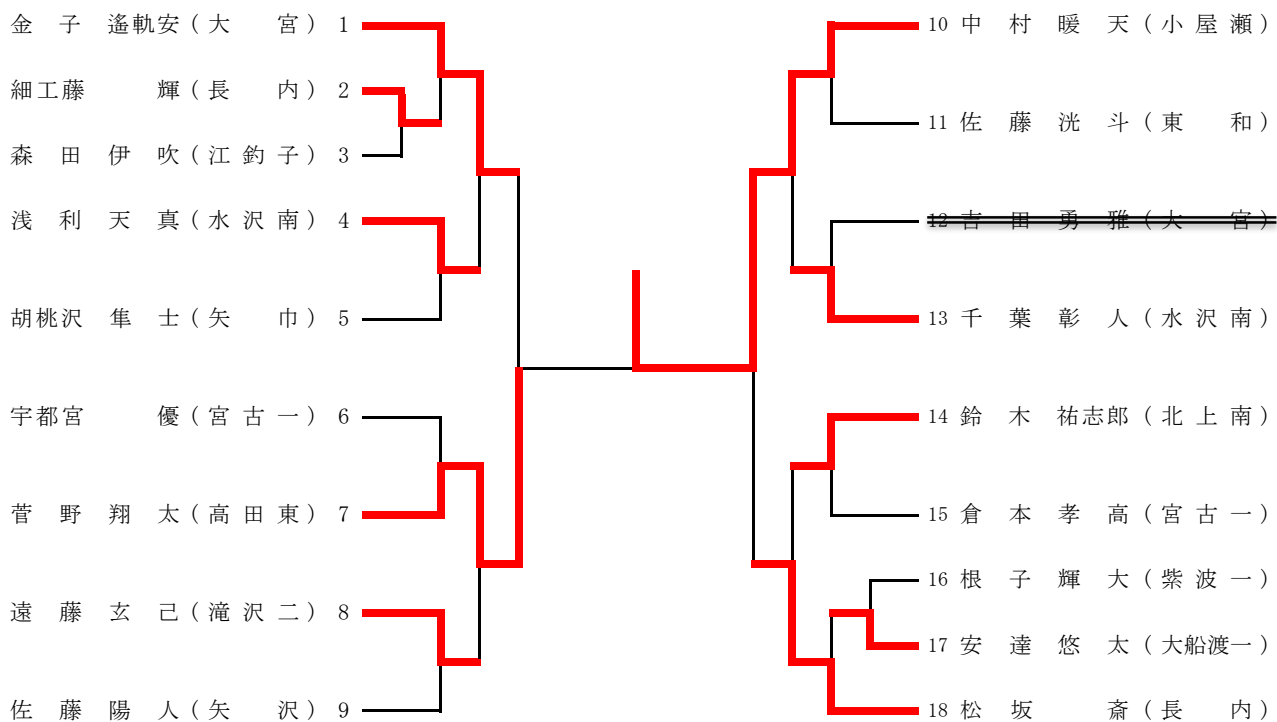 金子遙軌安(大宮) 1
細工藤輝(長内) 2
森田伊吹(江釣子) 3
浅利天真(水沢南) 4
胡桃沢隼士(矢巾) 5
宇都宮優(宮古一) 6
菅野翔太(高田東) 7
遠藤玄己(滝沢二) 8
佐藤陽人(矢沢) 9
10 中村暖天(小屋瀬)
11 佐藤洸斗(東和)
12 吉田勇雅(大宮)
13 千葉彰人(水沢南)
14 鈴木祐志郎(北上南)
15 倉本孝高(宮古一)
16 根子輝大(紫波一)
17 安達悠太(大船渡一)
18 松坂斎(長内)